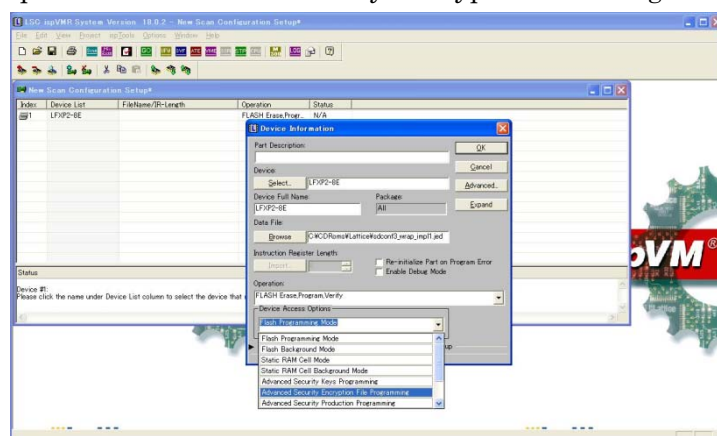 LSC ispVM® System Version 18.0.2 - New Scan Configuration Setup*
File Edit View Project ispTools Options Window Help
New Scan Configuration Setup*
Index Device List FileName/IR-Length Operation Status
1 LFXP2-8E FLASH Erase,Progr... N/A
Device Information
Part Description:
OK
Device:
Cancel
Select... LFXP2-8E
Advanced..
Device Full Name: Package:
LFXP2-8E All
Expand
Data File:
Browse
Instruction Register Length:
Import...
Re-initialize Part on Program Error
Enable Debug Mode
Operation:
FLASH Erase,Program,Verify
Device Access Options
Flash Programming Mode
Flash Programming Mode
Flash Background Mode
Static RAM Cell Mode
Static RAM Cell Background Mode
Advanced Security Keys Programming
Advanced Security Encryption File Programming
Advanced Security Production Programming
Status
Device #1:
Please click the name under Device List column to select the device that
pVM®